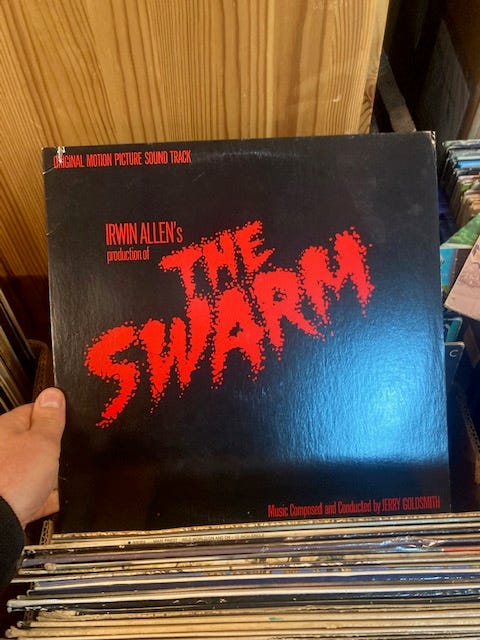 ORIGINAL MOTION PICTURE SOUND TRACK
IRWIN ALLEN's
production of
THE
SWARM
Music Composed and Conducted by JERRY GOLDSMITH